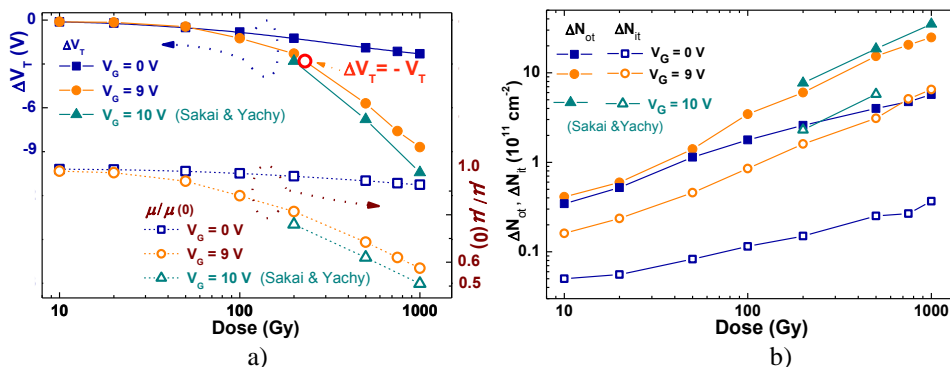 0
-3
-6
-9
ΔV_T (V)
ΔV_T
V_G = 0 V
V_G = 9 V
V_G = 10 V (Sakai & Yachy)
ΔV_T = - V_T
μ/μ(0)
V_G = 0 V
V_G = 9 V
V_G = 10 V (Sakai & Yachy)
1.0
0.7
0.6
0.5
μ/μ(0)
10
100
1000
Dose (Gy)
a)
ΔN_ot
ΔN_it
V_G = 0 V
V_G = 9 V
V_G = 10 V
(Sakai &Yachy)
10
1
0.1
ΔN_ot , ΔN_it (10^11 cm^-2)
10
100
1000
Dose (Gy)
b)